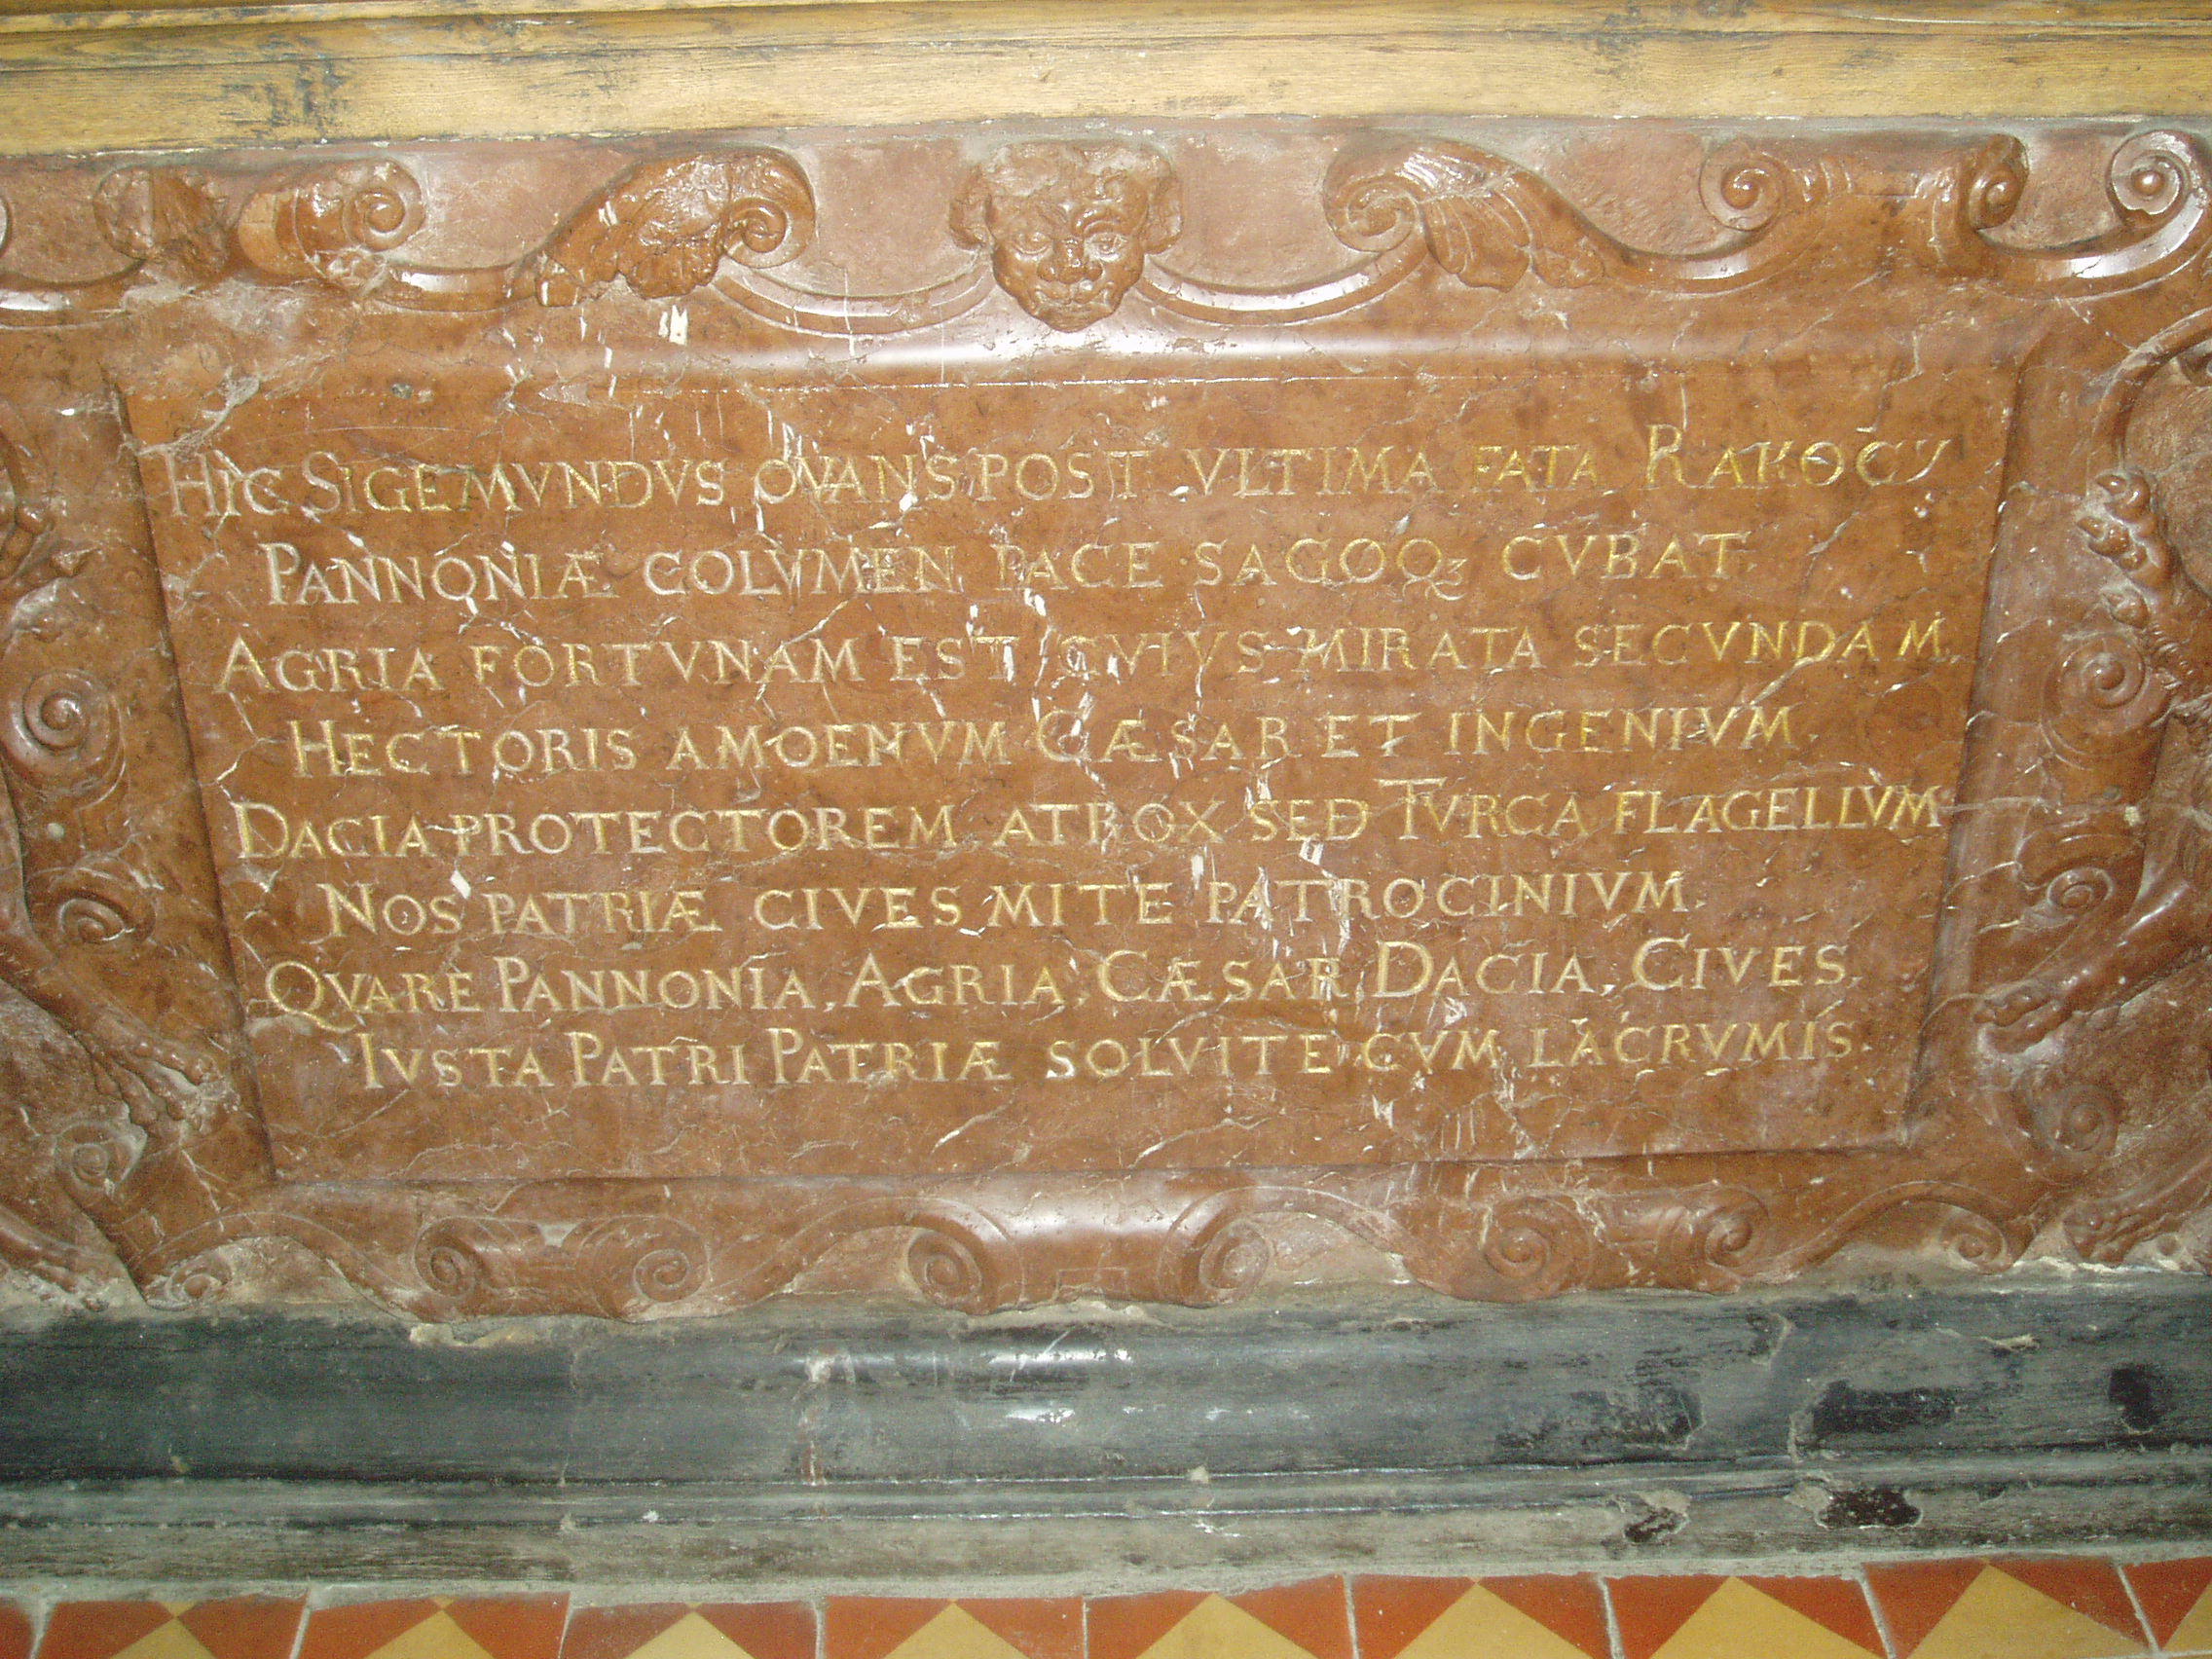 HIC SIGEMVNDVS OVANS POST VLTIMA FATA RAKOCY
PANNONIÆ COLVMEN PACE SAGOQꝫ CVBAT.
AGRIA FORTVNAM EST CVIVS MIRATA SECVNDAM,
HECTORIS AMOENVM CÆSAR ET INGENIVM.
DACIA PROTECTOREM ATROX SED TVRCA FLAGELLVM
NOS PATRIÆ CIVES MITE PATROCINIVM.
QVARE PANNONIA, AGRIA, CÆSAR, DACIA, CIVES
IVSTA PATRI PATRIÆ SOLVITE CVM LACRVMIS.